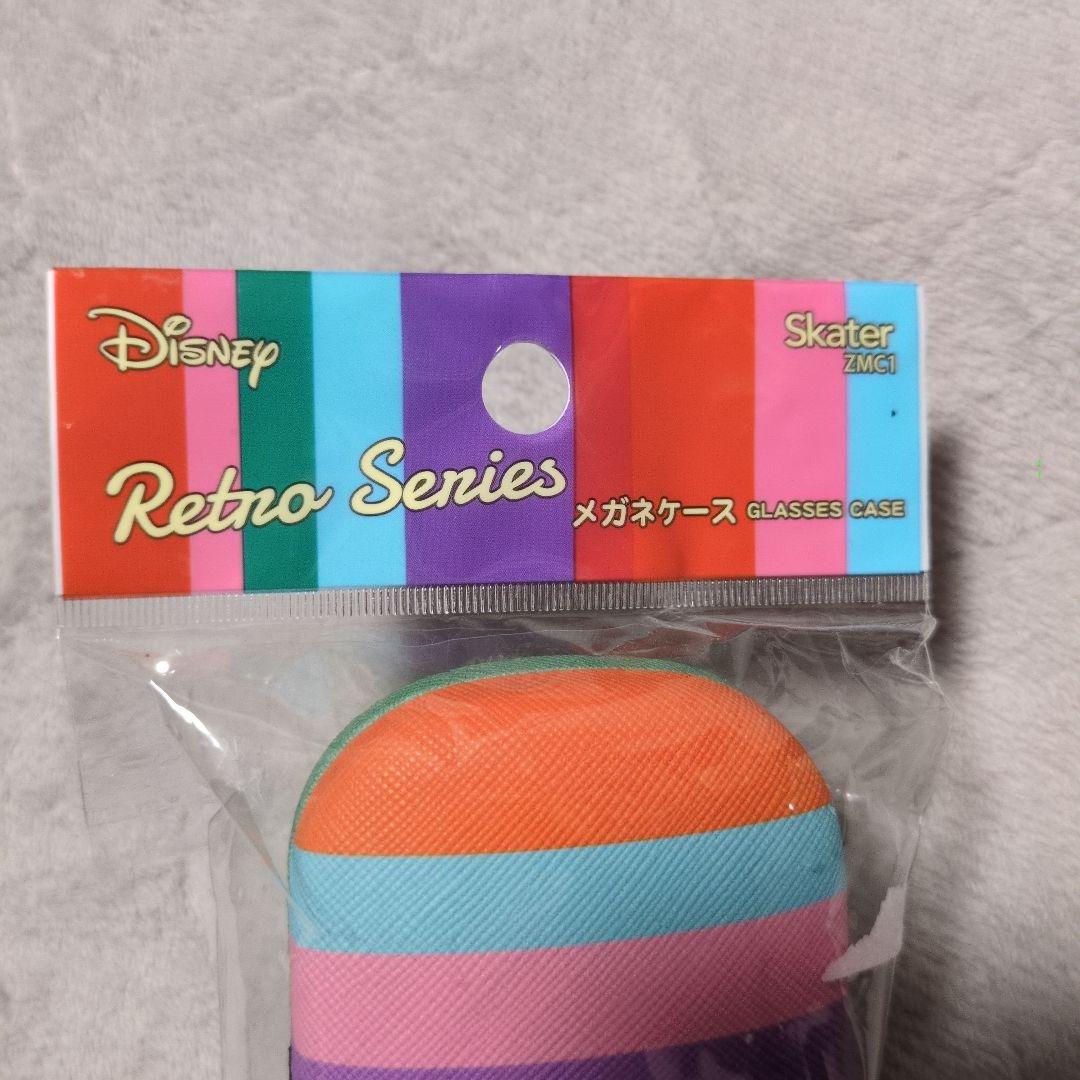 Disney
Skater
ZMC1
Retro Series
メガネケース GLASSES CASE